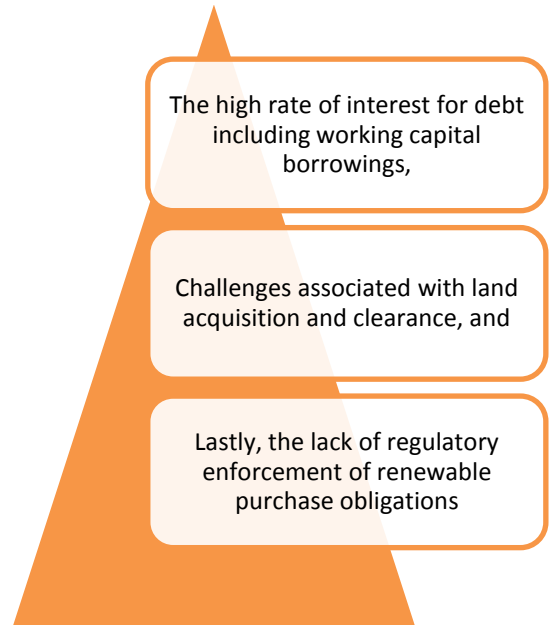 The high rate of interest for debt
including working capital
borrowings,
Challenges associated with land
acquisition and clearance, and
Lastly, the lack of regulatory
enforcement of renewable
purchase obligations